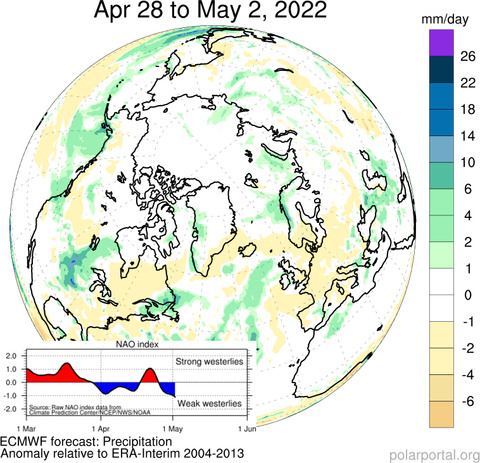 Apr 28 to May 2, 2022
mm/day
26
22
18
14
10
6
4
2
1
0
-1
-2
-4
-6
NAO index
2.0
1.0
0.0
-1.0
-2.0
Strong westerlies
Weak westerlies
Source: Raw NAO index data from
Climate Prediction Center/NCEP/NWS/NOAA
1 Mar 1 Apr 1 May 1 Jun
ECMWF forecast: Precipitation
Anomaly relative to ERA-Interim 2004-2013
polarportal.org